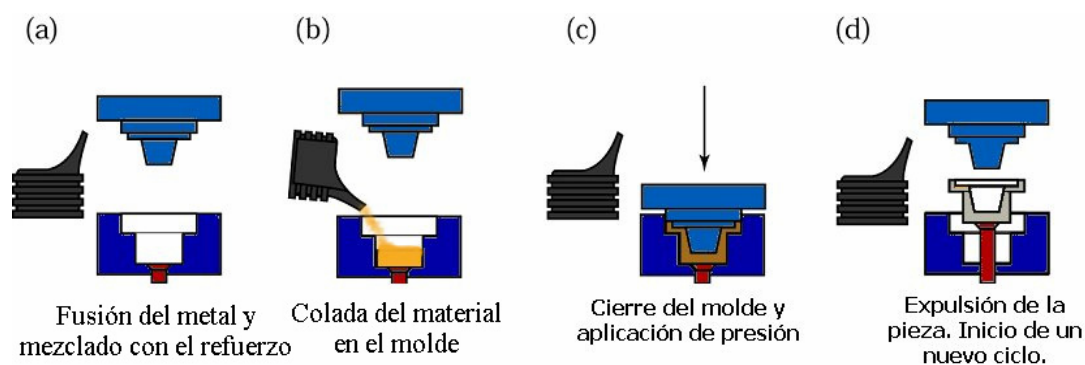 (a)
(b)
(c)
(d)
Fusión del metal y
mezclado con el refuerzo
Colada del material
en el molde
Cierre del molde y
aplicación de presión
Expulsión de la
pieza. Inicio de un
nuevo ciclo.